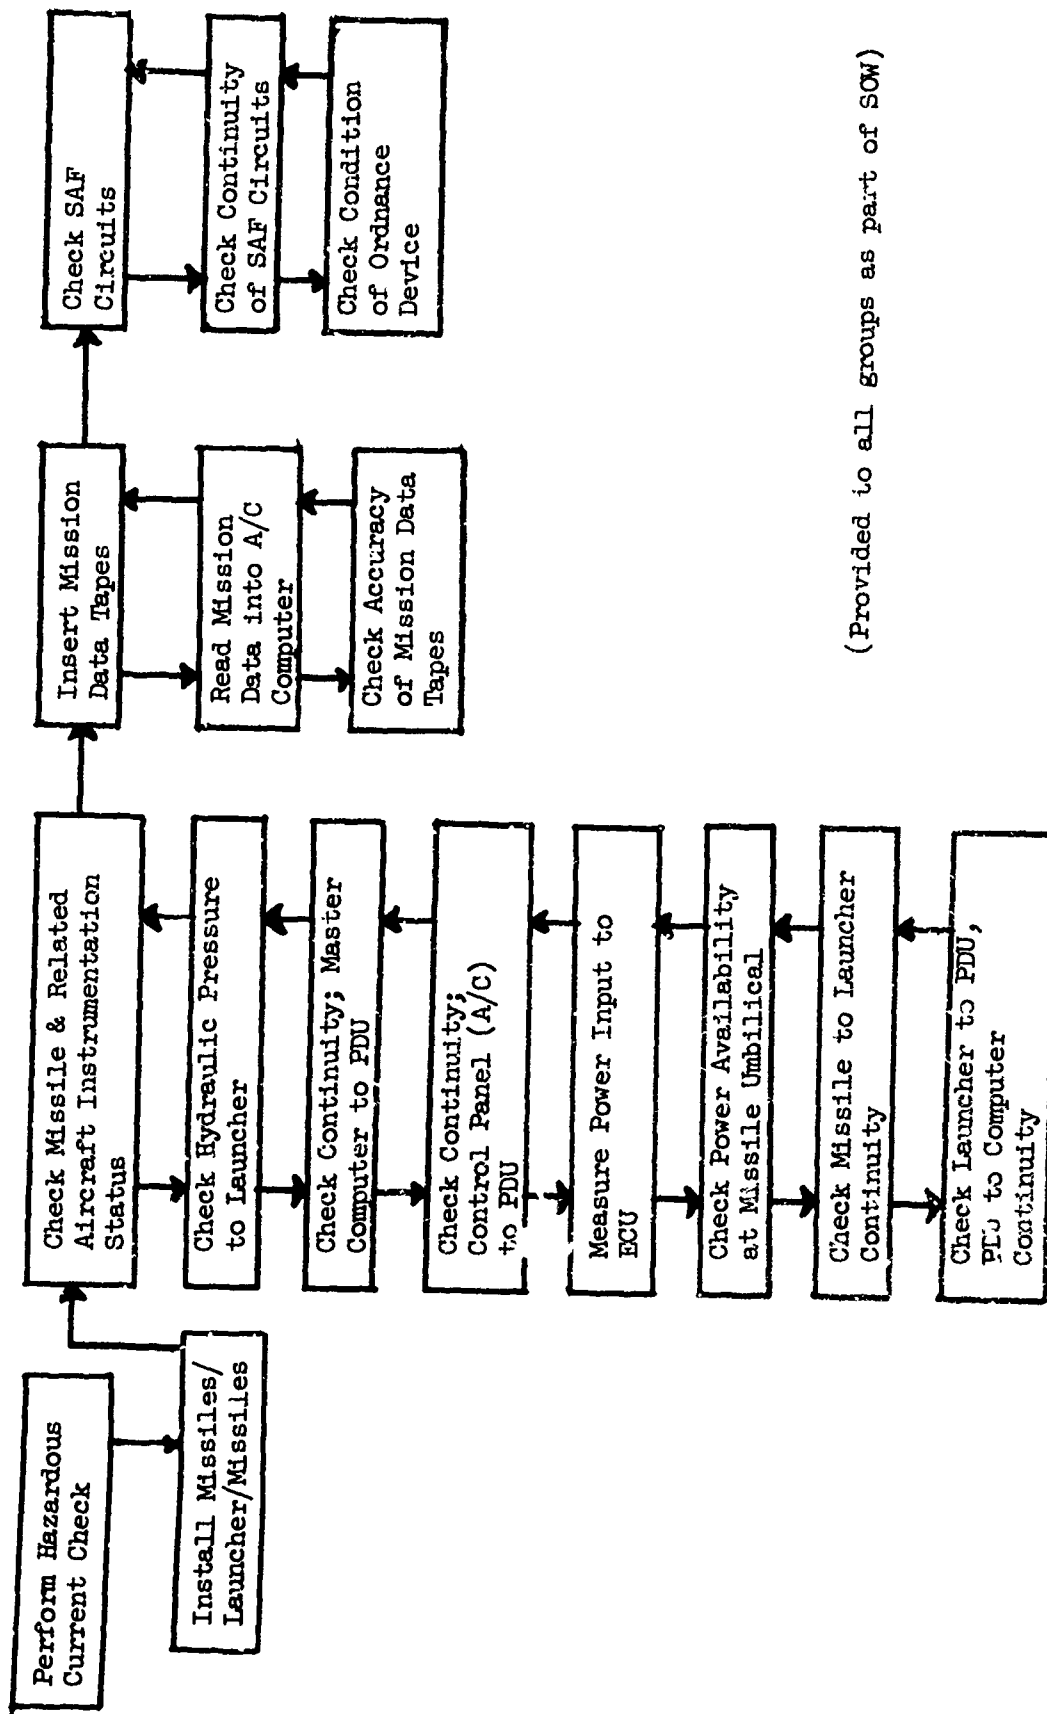 Perform Hazardous
Current Check
Install Missiles/
Launcher/Missiles
Check Missile & Related
Aircraft Instrumentation
Status
Check Hydraulic Pressure
to Launcher
Check Continuity; Master
Computer to PDU
Check Continuity;
Control Panel (A/C)
to PDU
Measure Power Input to
ECU
Check Power Availability
at Missile Umbilical
Check Missile to Launcher
Continuity
Check Launcher to PDU,
PDU to Computer
Continuity
Insert Mission
Data Tapes
Read Mission
Data into A/C
Computer
Check Accuracy
of Mission Data
Tapes
Check SAF
Circuits
Check Continuity
of SAF Circuits
Check Condition
of Ordnance
Device
(Provided to all groups as part of SOW)